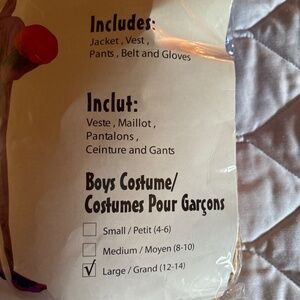 Includes:
Jacket , Vest ,
Pants , Belt and Gloves
Inclut:
Veste , Maillot ,
Pantalons ,
Ceinture and Gants
Boys Costume/
Costumes Pour Garçons
Small / Petit (4-6)
Medium / Moyen (8-10)
Large / Grand (12-14)